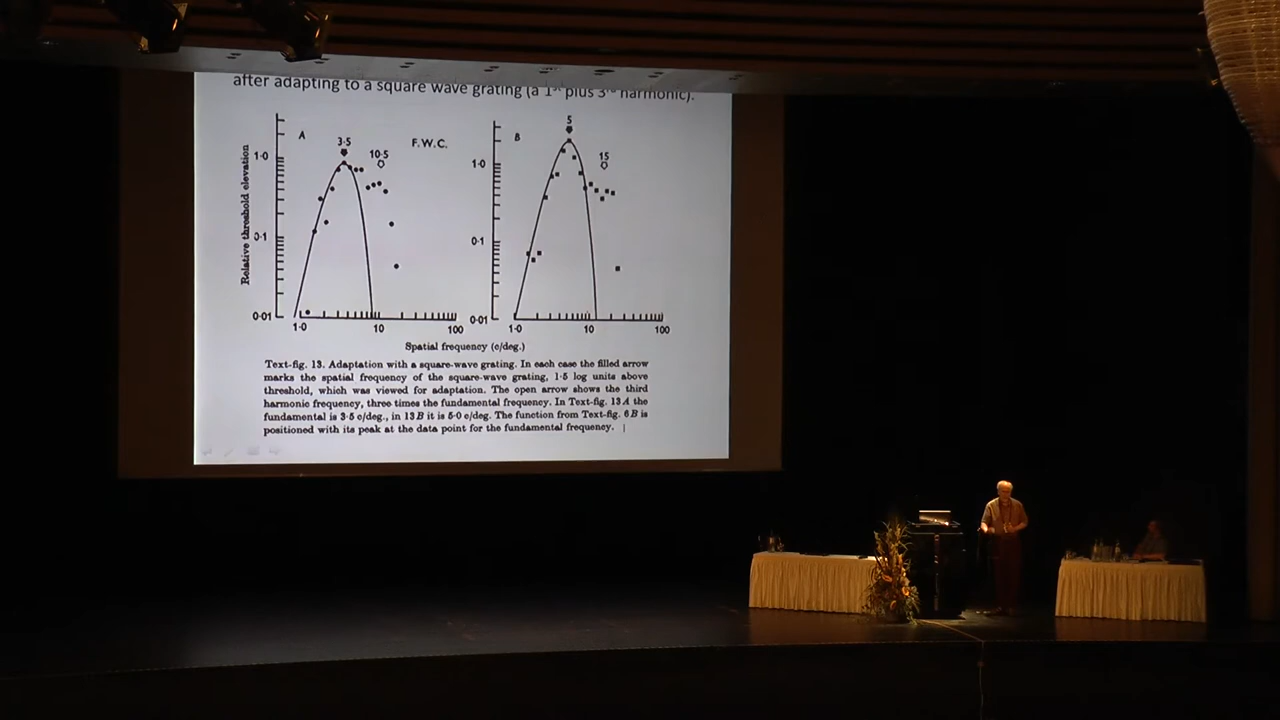 after adapting to a square wave grating (a 1st plus 3rd harmonic).
A
3·5
10·5
F.W.C.
1·0
0·1
0·01
1·0
10
100
Relative threshold elevation
B
5
15
1·0
0·1
0·01
1·0
10
100
Spatial frequency (c/deg.)
Text-fig. 13. Adaptation with a square-wave grating. In each case the filled arrow
marks the spatial frequency of the square-wave grating, 1·5 log units above
threshold, which was viewed for adaptation. The open arrow shows the third
harmonic frequency, three times the fundamental frequency. In Text-fig. 13A the
fundamental is 3·5 c/deg., in 13B it is 5·0 c/deg. The function from Text-fig. 6B is
positioned with its peak at the data point for the fundamental frequency.